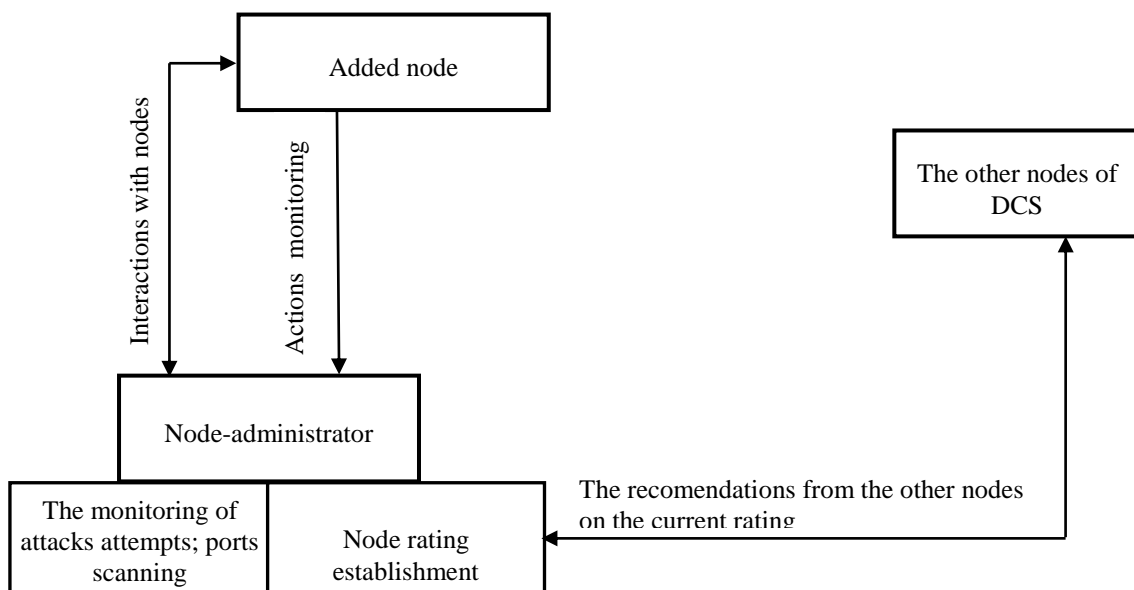 Added node
Interactions with nodes
Actions monitoring
The other nodes of
DCS
Node-administrator
The monitoring of
attacks attempts; ports
scanning
Node rating
establishment
The recomendations from the other nodes
on the current rating